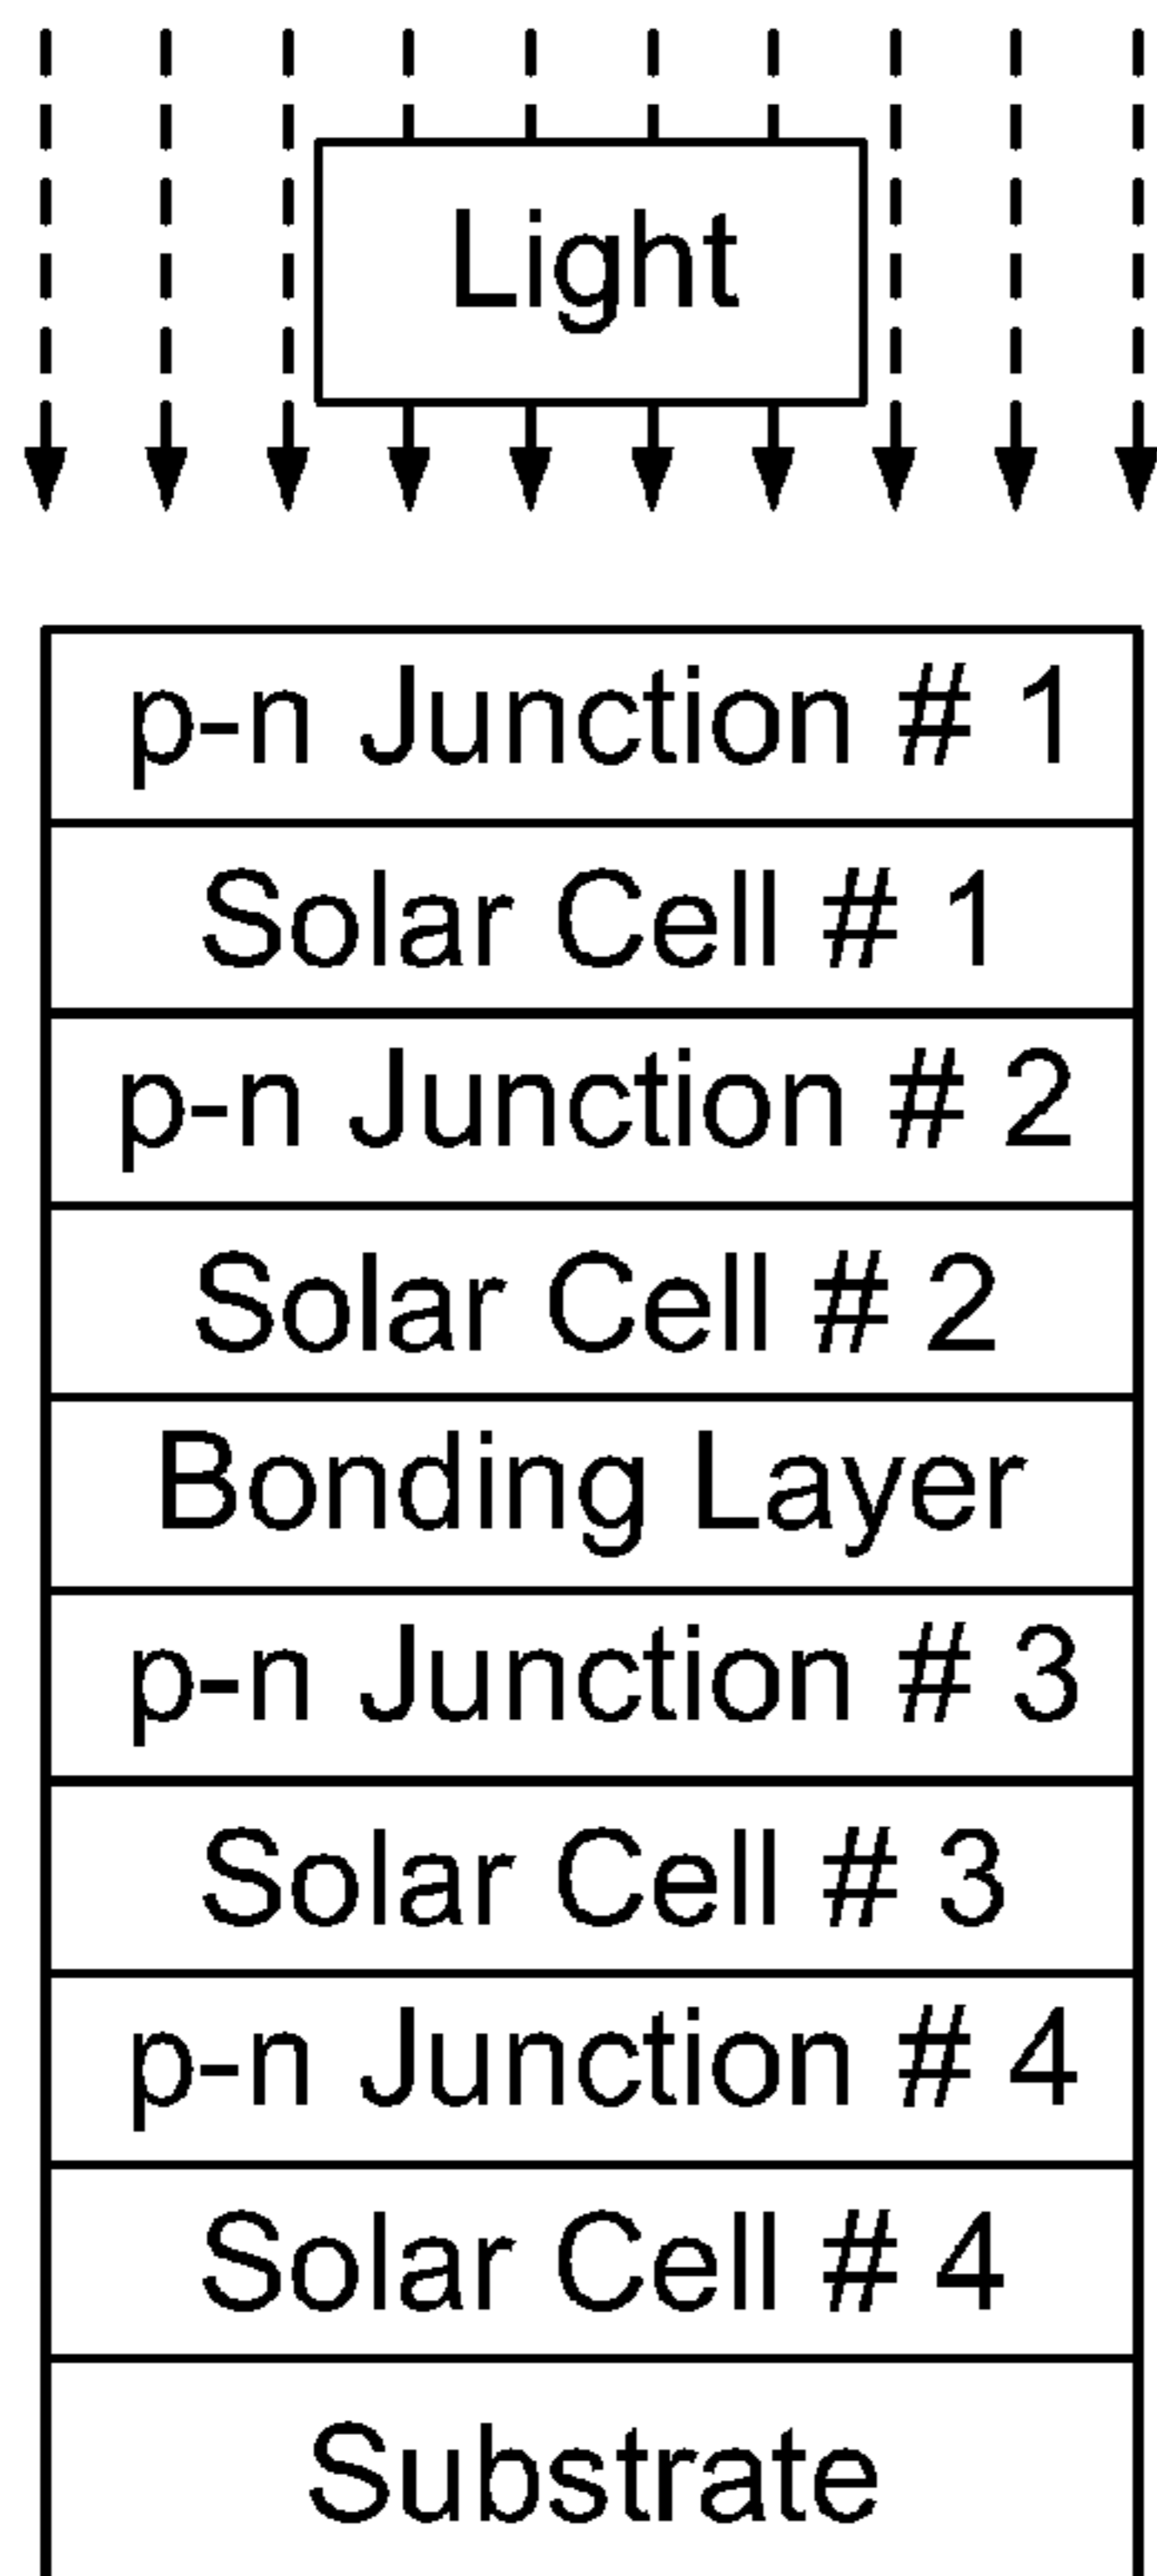 Light
p-n Junction # 1
Solar Cell # 1
p-n Junction # 2
Solar Cell # 2
Bonding Layer
p-n Junction # 3
Solar Cell # 3
p-n Junction # 4
Solar Cell # 4
Substrate